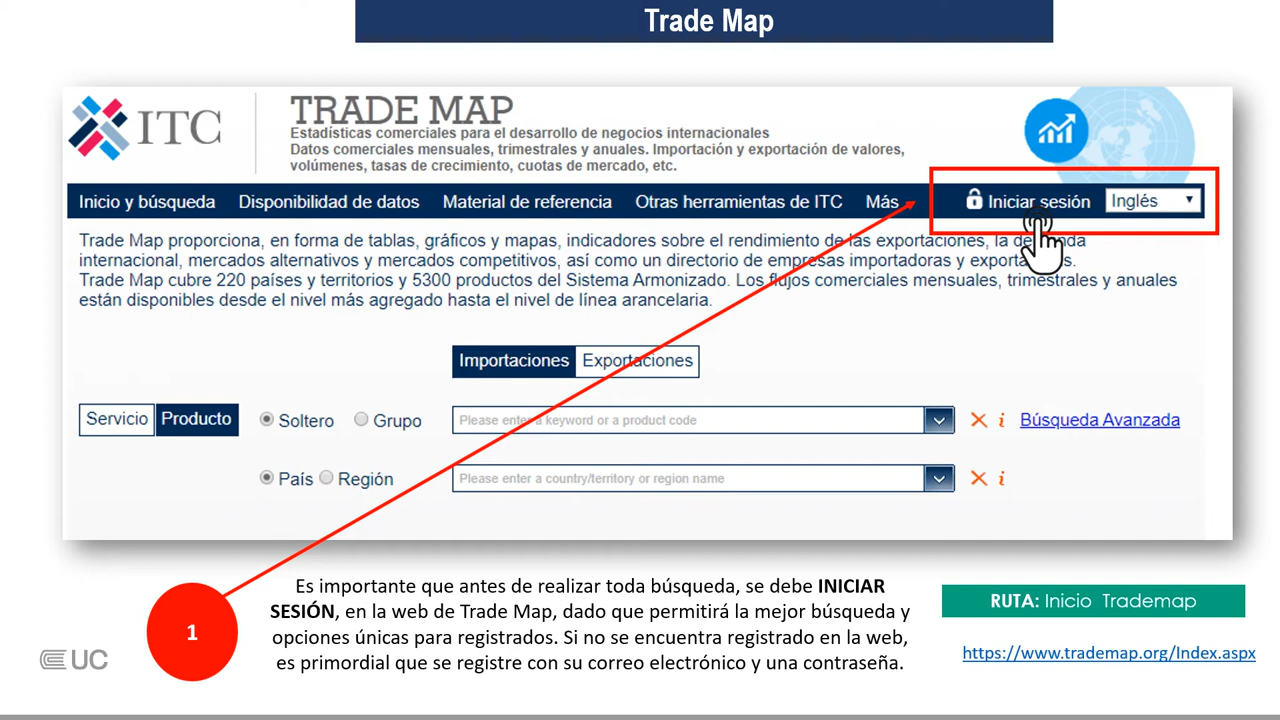 Trade Map
ITC
TRADE MAP
Estadísticas comerciales para el desarrollo de negocios internacionales
Datos comerciales mensuales, trimestrales y anuales. Importación y exportación de valores,
volúmenes, tasas de crecimiento, cuotas de mercado, etc.
Inicio y búsqueda Disponibilidad de datos Material de referencia Otras herramientas de ITC Más Iniciar sesión Inglés
Trade Map proporciona, en forma de tablas, gráficos y mapas, indicadores sobre el rendimiento de las exportaciones, la
internacional, mercados alternativos y mercados competitivos, así como un directorio de empresas importadoras y
Trade Map cubre 220 países y territorios y 5300 productos del Sistema Armonizado. Los flujos comerciales mensuales, trimestrales y anuales
están disponibles desde el nivel más agregado hasta el nivel de línea arancelaria.
Importaciones Exportaciones
Servicio Producto Soltero Grupo Please enter a keyword or a product code i Búsqueda Avanzada
País Región Please enter a country/territory or region name i
1
Es importante que antes de realizar toda búsqueda, se debe INICIAR
SESIÓN, en la web de Trade Map, dado que permitirá la mejor búsqueda y
opciones únicas para registrados. Si no se encuentra registrado en la web,
es primordial que se registre con su correo electrónico y una contraseña.
RUTA: Inicio Trademap
https://www.trademap.org/Index.aspx
UC